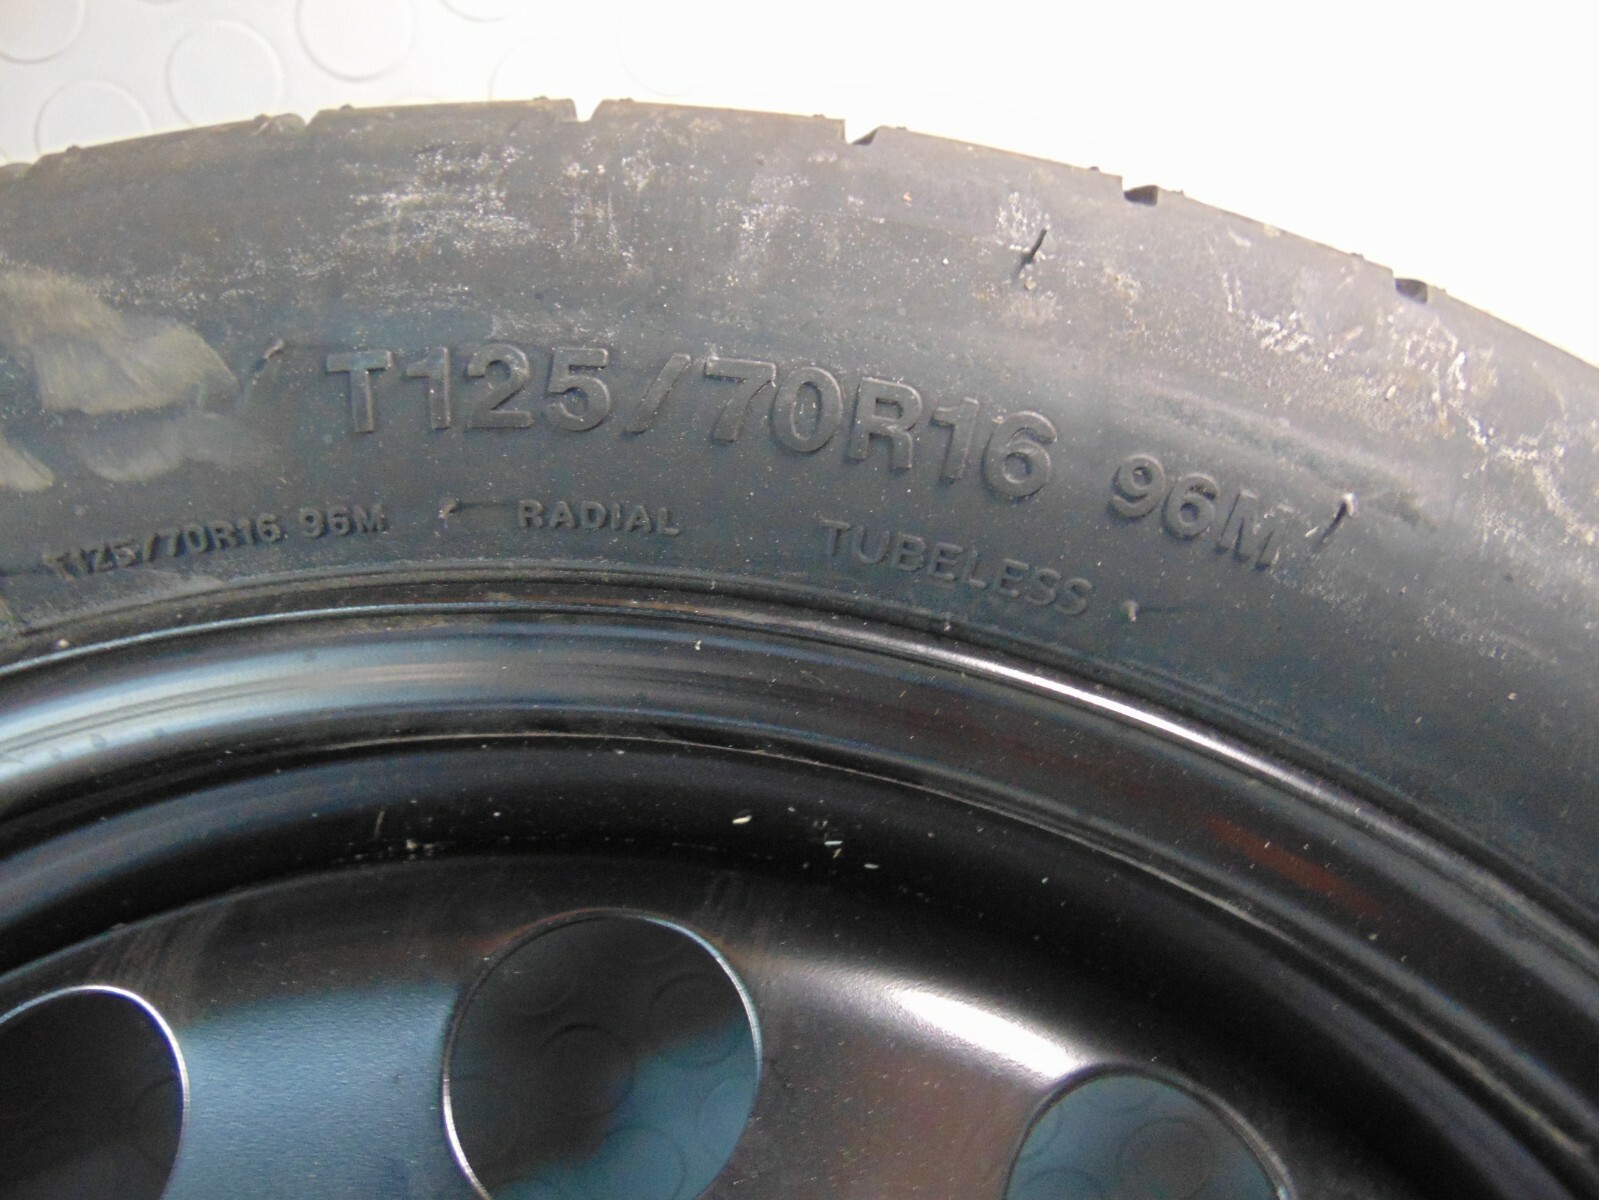 T125/70R16 96M
T125/70R16 96M RADIAL TUBELESS